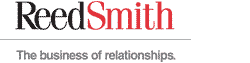 ReedSmith
The business of relationships.